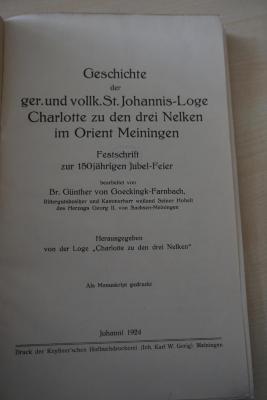 Geschichte
der
ger. und vollk. St. Johannis-Loge
Charlotte zu den drei Nelken
im Orient Meiningen
Festschrift
zur 150jährigen Jubel-Feier
bearbeitet von
Br. Günther von Goeckingk-Farnbach,
Rittergutsbesitzer und Kammerherr weiland Seiner Hoheit
des Herzogs Georg II. von Sachsen-Meiningen
Herausgegeben
von der Loge „Charlotte zu den drei Nelken"
Als Manuskript gedruckt
Johanni 1924
Druck der Keyßner'schen Hofbuchdruckerei (Inh. Karl W. Gerig) Meiningen